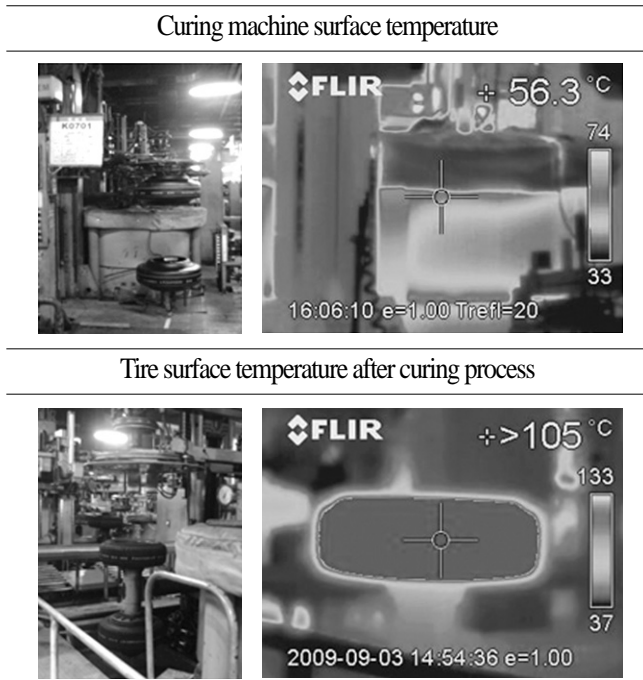 Curing machine surface temperature
K0701
FLIR
56.3 °C
74
33
16:06:10 e=1.00 Trefl=20
Tire surface temperature after curing process
FLIR
>105 °C
133
37
2009-09-03 14:54:36 e=1.00